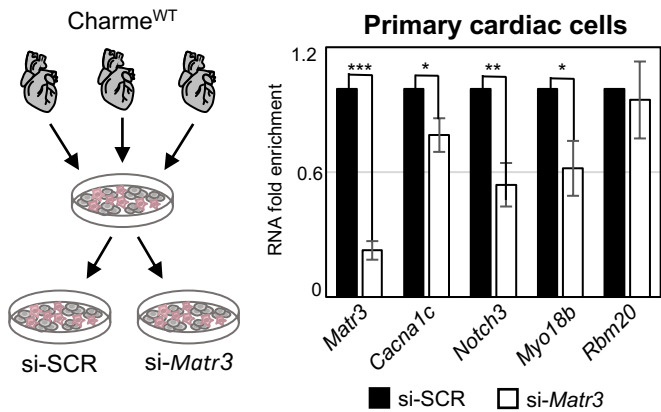 Charme^WT
si-SCR
si-Matr3
Primary cardiac cells
RNA fold enrichment
1.2
0.6
0
***
*
**
*
Matr3
Cacna1c
Notch3
Myo18b
Rbm20
si-SCR
si-Matr3